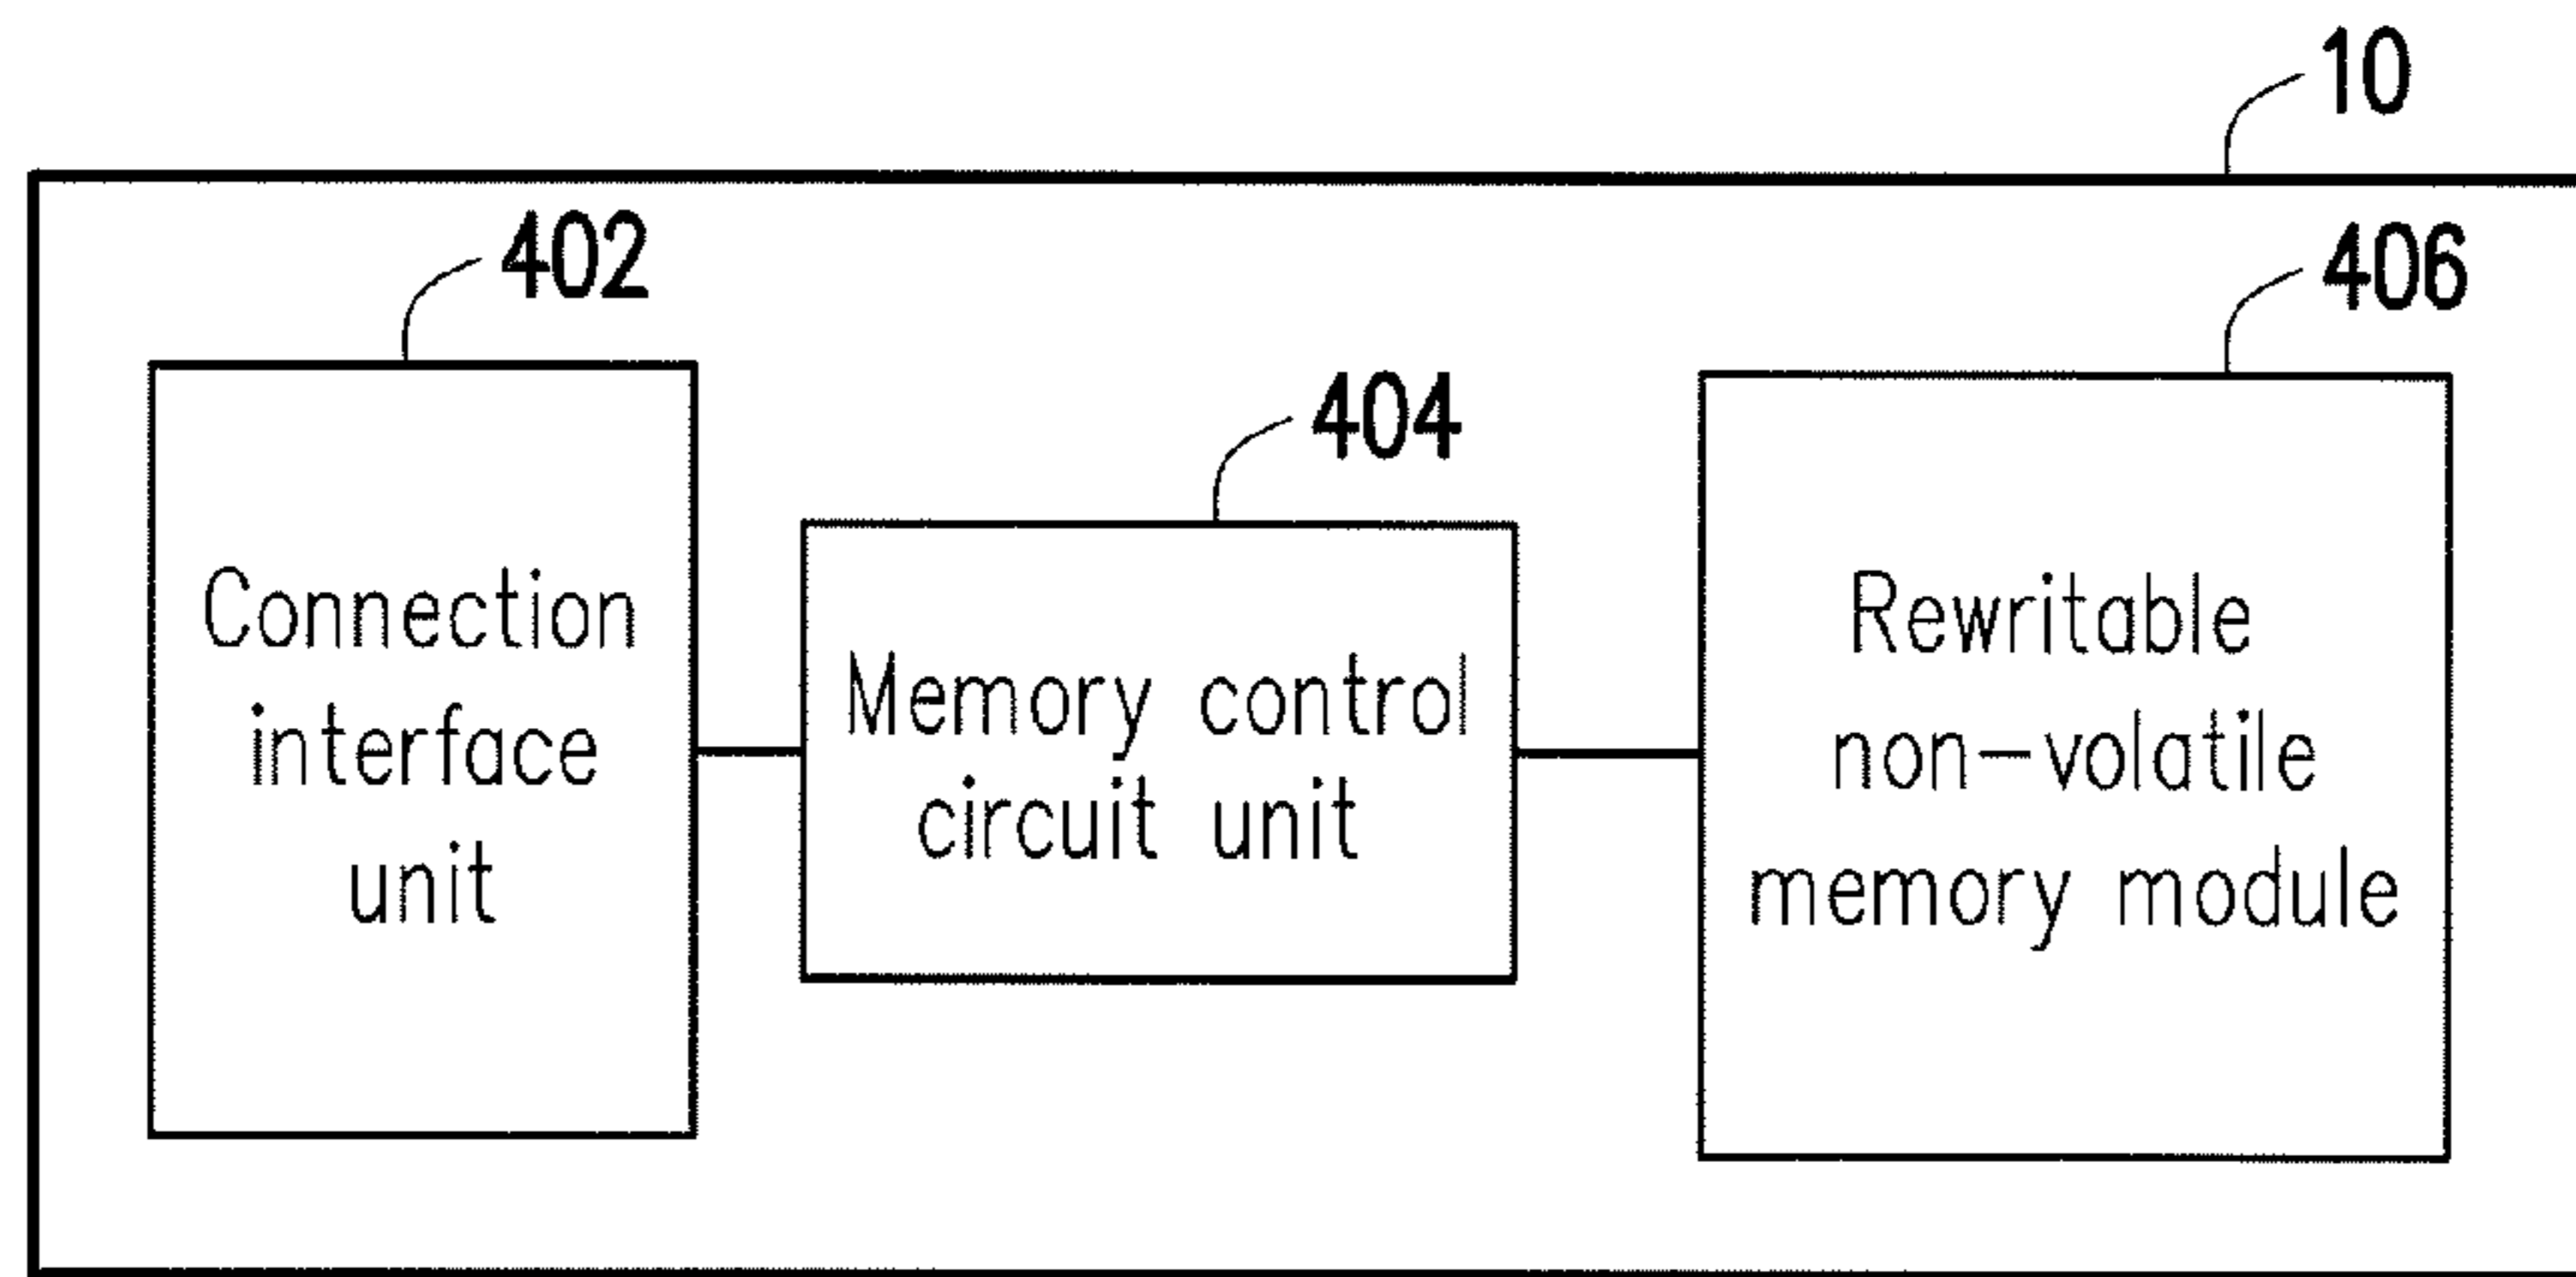 10
402
406
404
Connection
interface
unit
Memory control
circuit unit
Rewritable
non-volatile
memory module